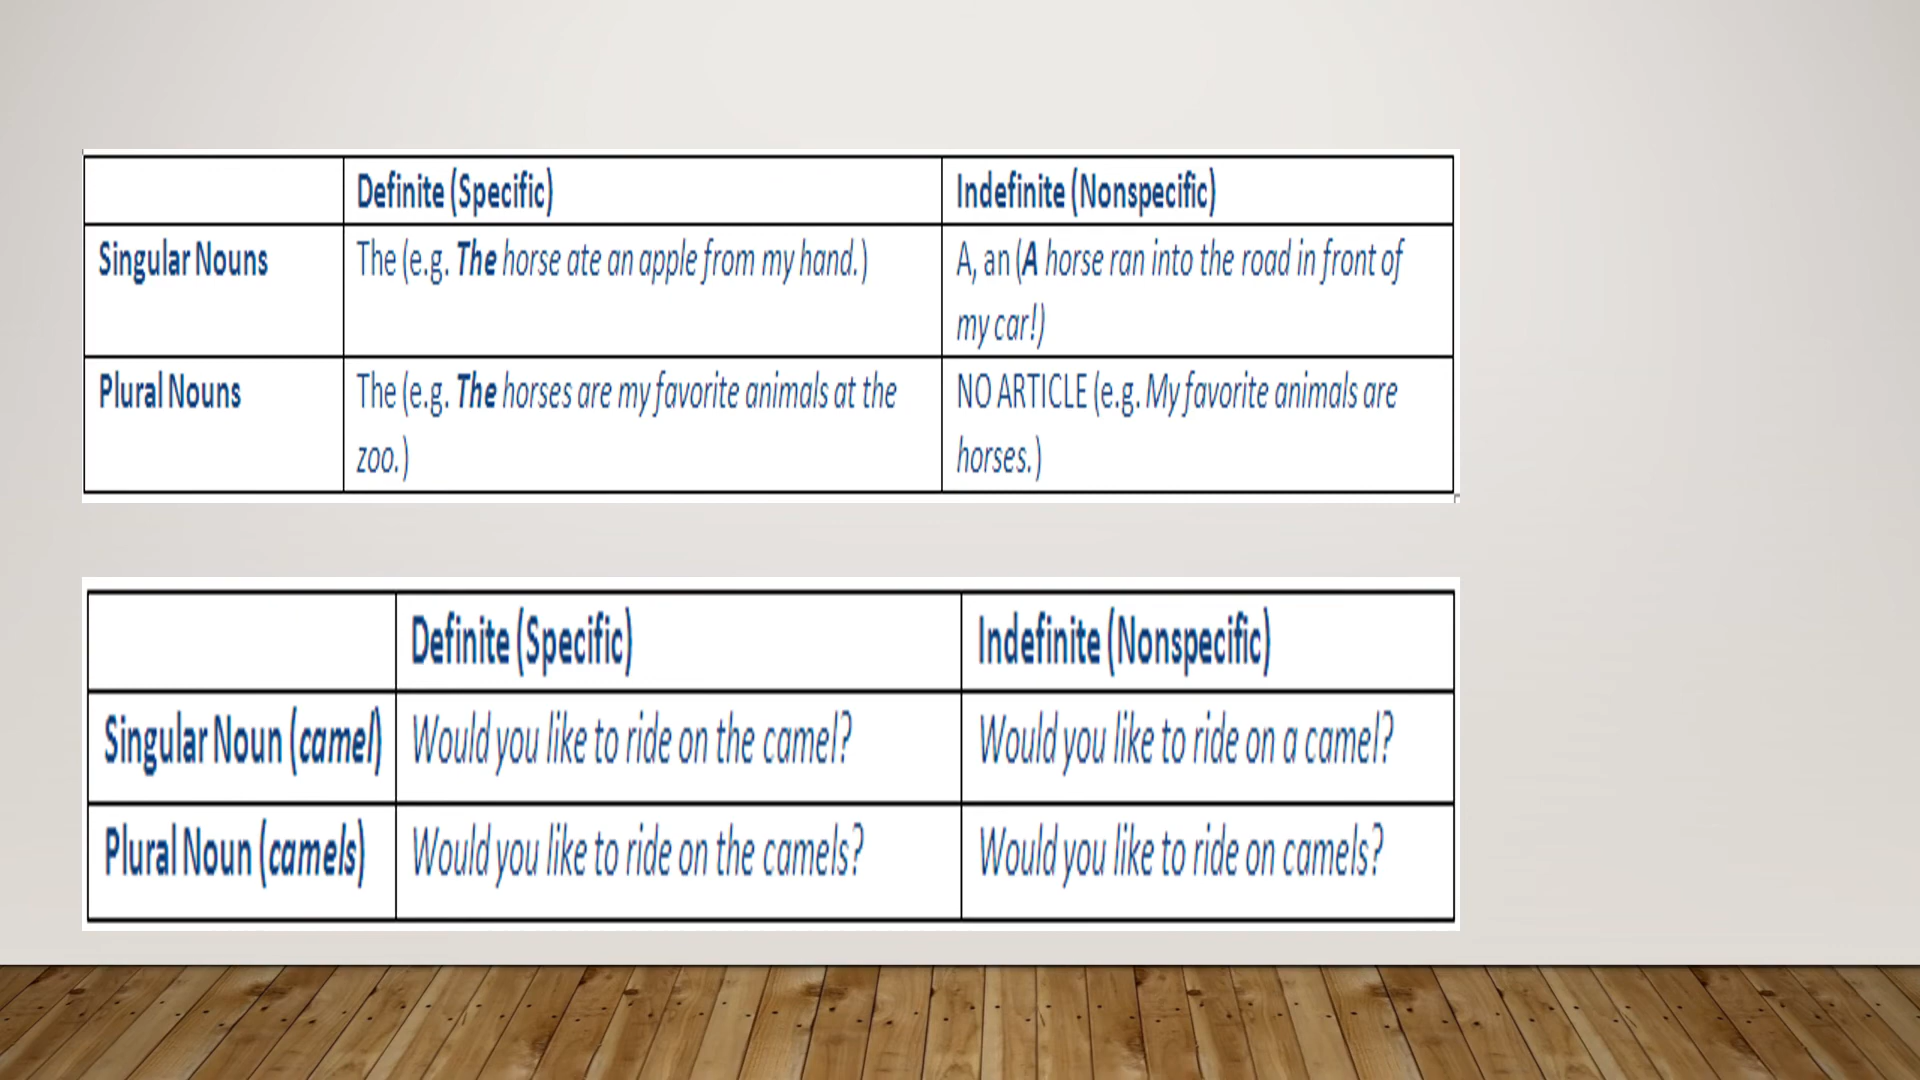 Definite (Specific) Indefinite (Nonspecific)
Singular Nouns The (e.g. The horse ate an apple from my hand.) A, an (A horse ran into the road in front of
my car!)
Plural Nouns The (e.g. The horses are my favorite animals at the
zoo.)
NO ARTICLE (e.g. My favorite animals are
horses.)
Definite (Specific) Indefinite (Nonspecific)
Singular Noun (camel) Would you like to ride on the camel? Would you like to ride on a camel?
Plural Noun (camels) Would you like to ride on the camels? Would you like to ride on camels?